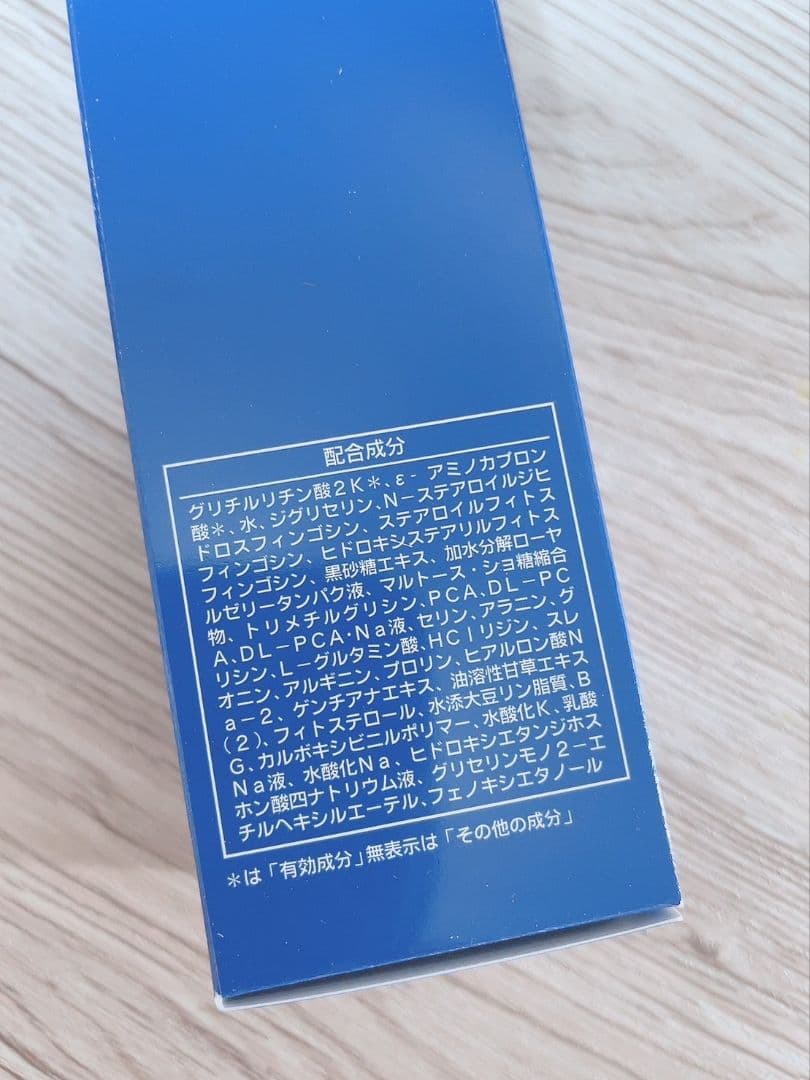 配合成分
グリチルリチン酸2K＊、ε-アミノカプロン
酸＊、水、ジグリセリン、N－ステアロイルジヒ
ドロスフィンゴシン、ステアロイルフィトス
フィンゴシン、ヒドロキシステアリルフィトス
フィンゴシン、黒砂糖エキス、加水分解ローヤ
ルゼリータンパク液、マルトース・ショ糖縮合
物、トリメチルグリシン、PCA、DL－PC
A、DL－PCA・Na液、セリン、アラニン、グ
リシン、L－グルタミン酸、HClリジン、スレ
オニン、アルギニン、プロリン、ヒアルロン酸N
a－2、ゲンチアナエキス、油溶性甘草エキス
（2）、フィトステロール、水添大豆リン脂質、B
G、カルボキシビニルポリマー、水酸化K、乳酸
Na液、水酸化Na、ヒドロキシエタンジホス
ホン酸四ナトリウム液、グリセリンモノ2－エ
チルヘキシルエーテル、フェノキシエタノール
＊は「有効成分」無表示は「その他の成分」